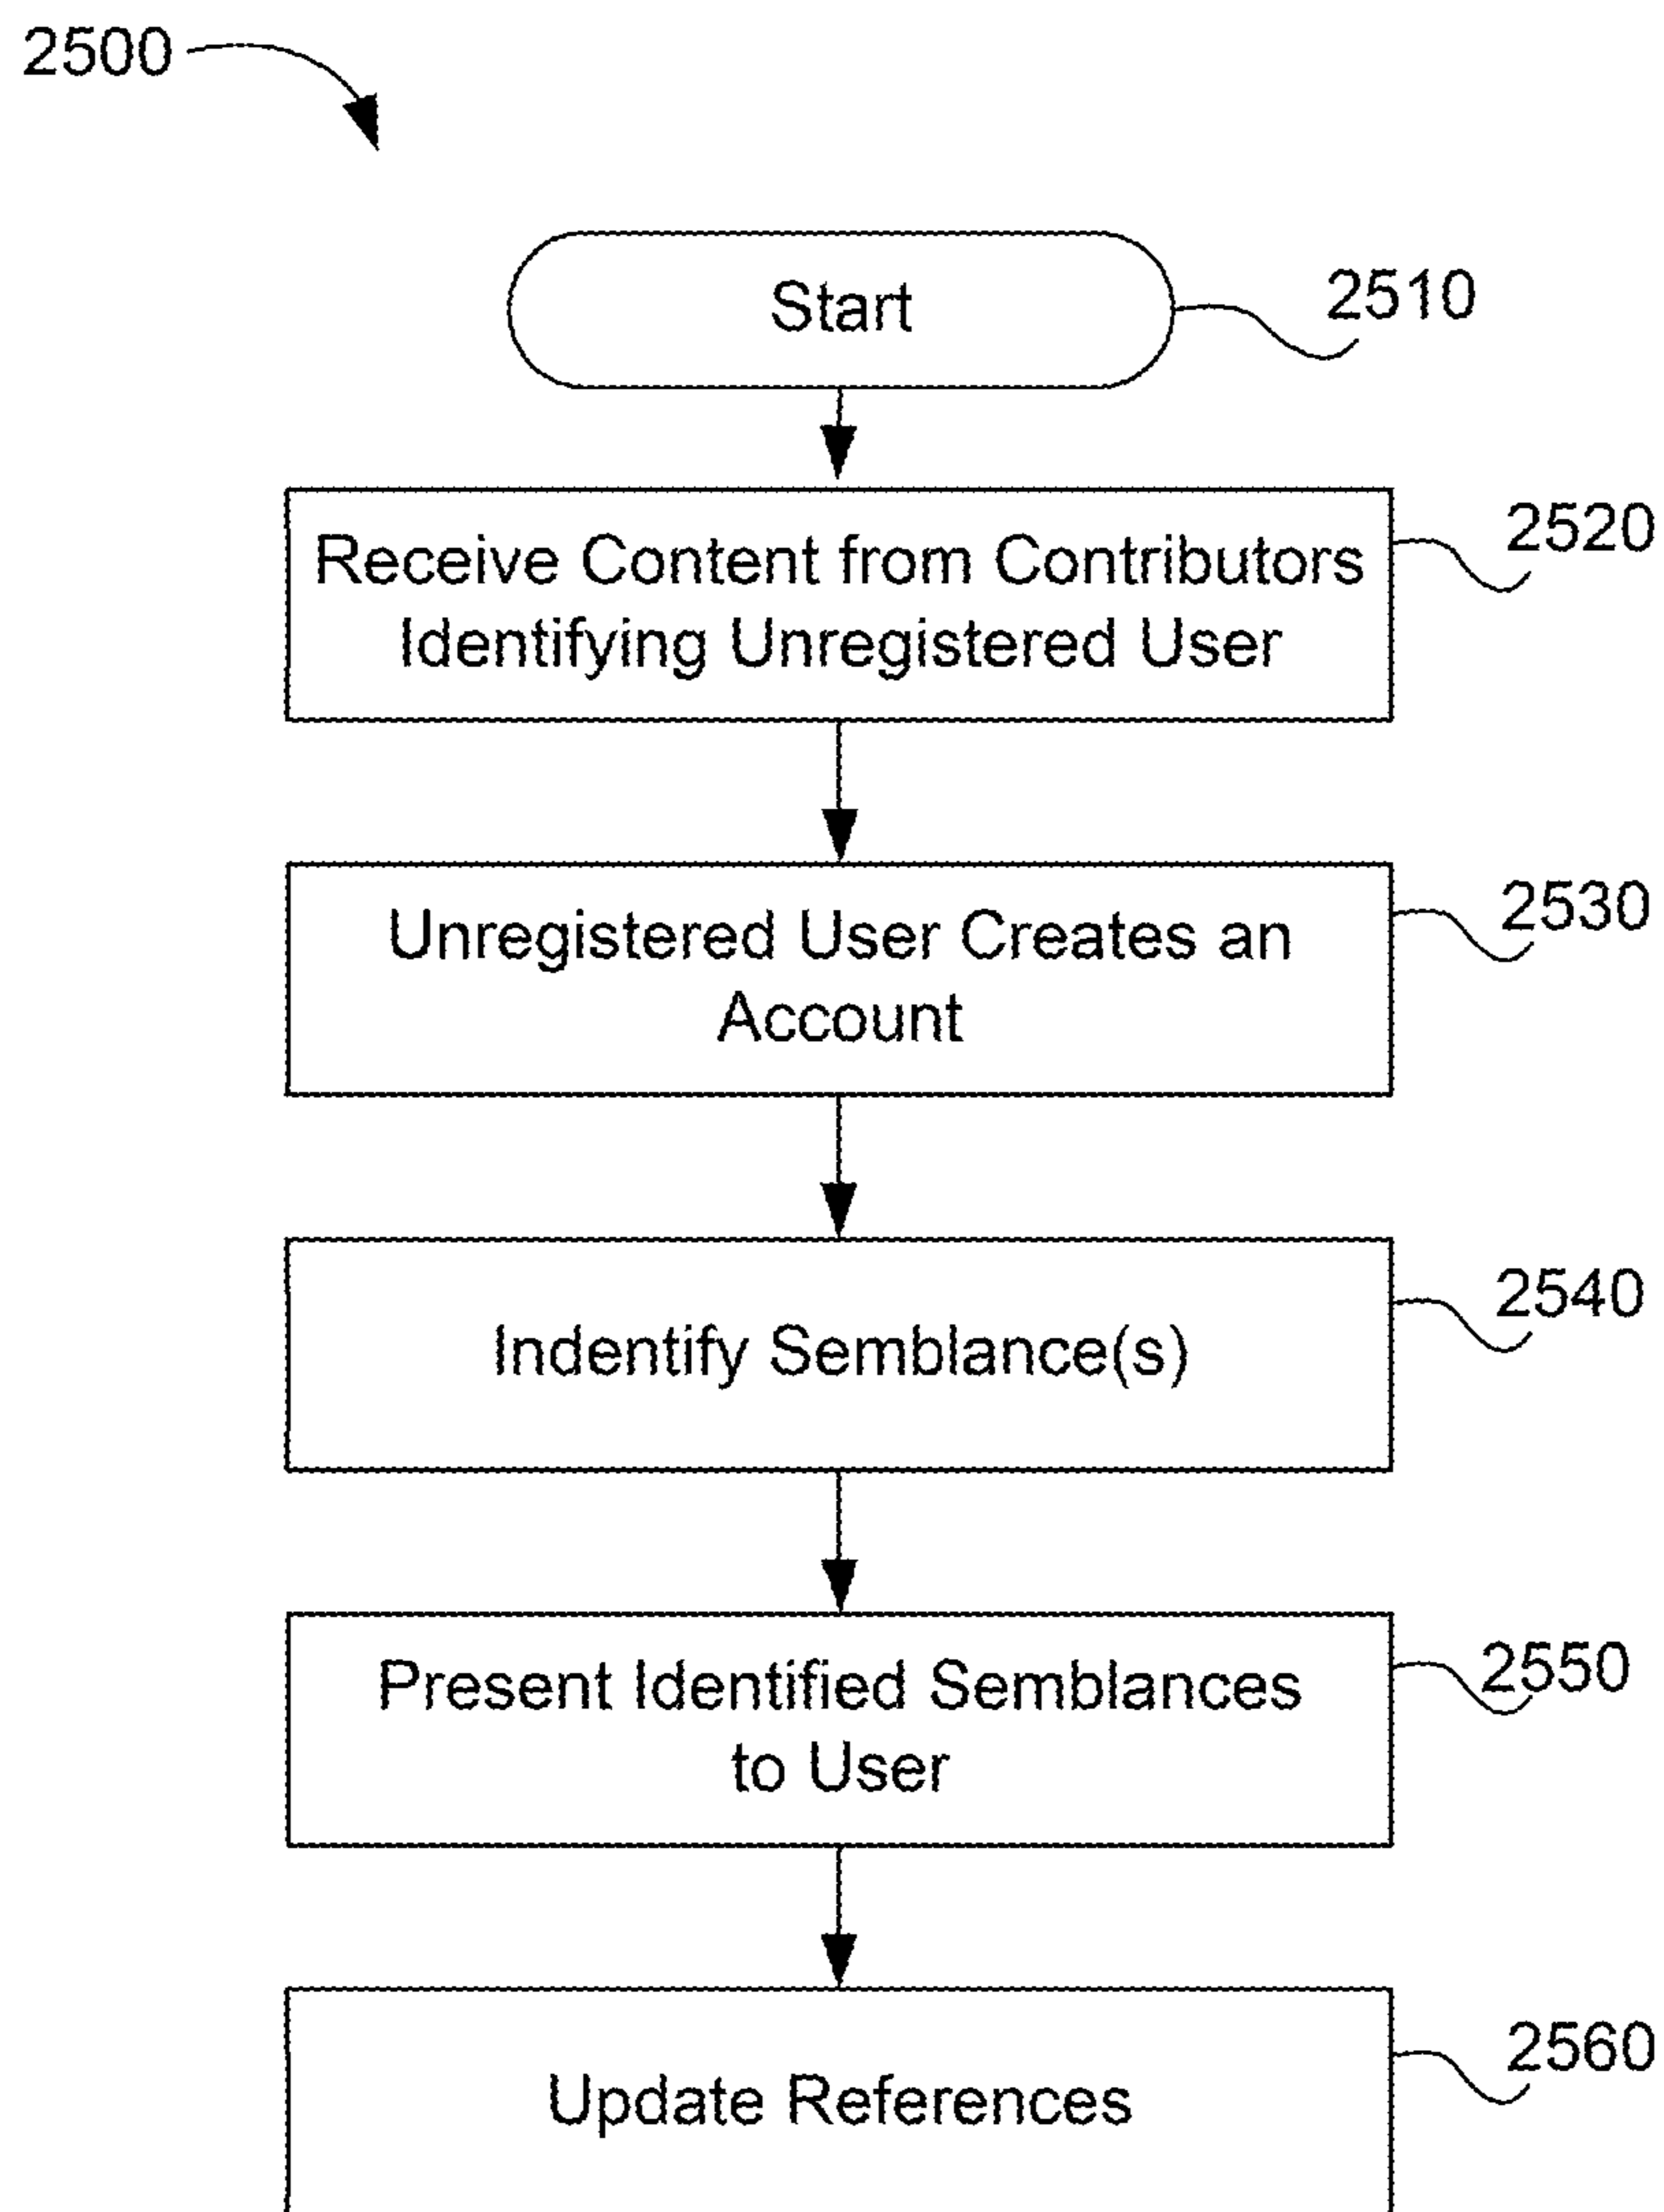 2500
Start
2510
Receive Content from Contributors
Identifying Unregistered User
2520
Unregistered User Creates an
Account
2530
Indentify Semblance(s)
2540
Present Identified Semblances
to User
2550
Update References
2560